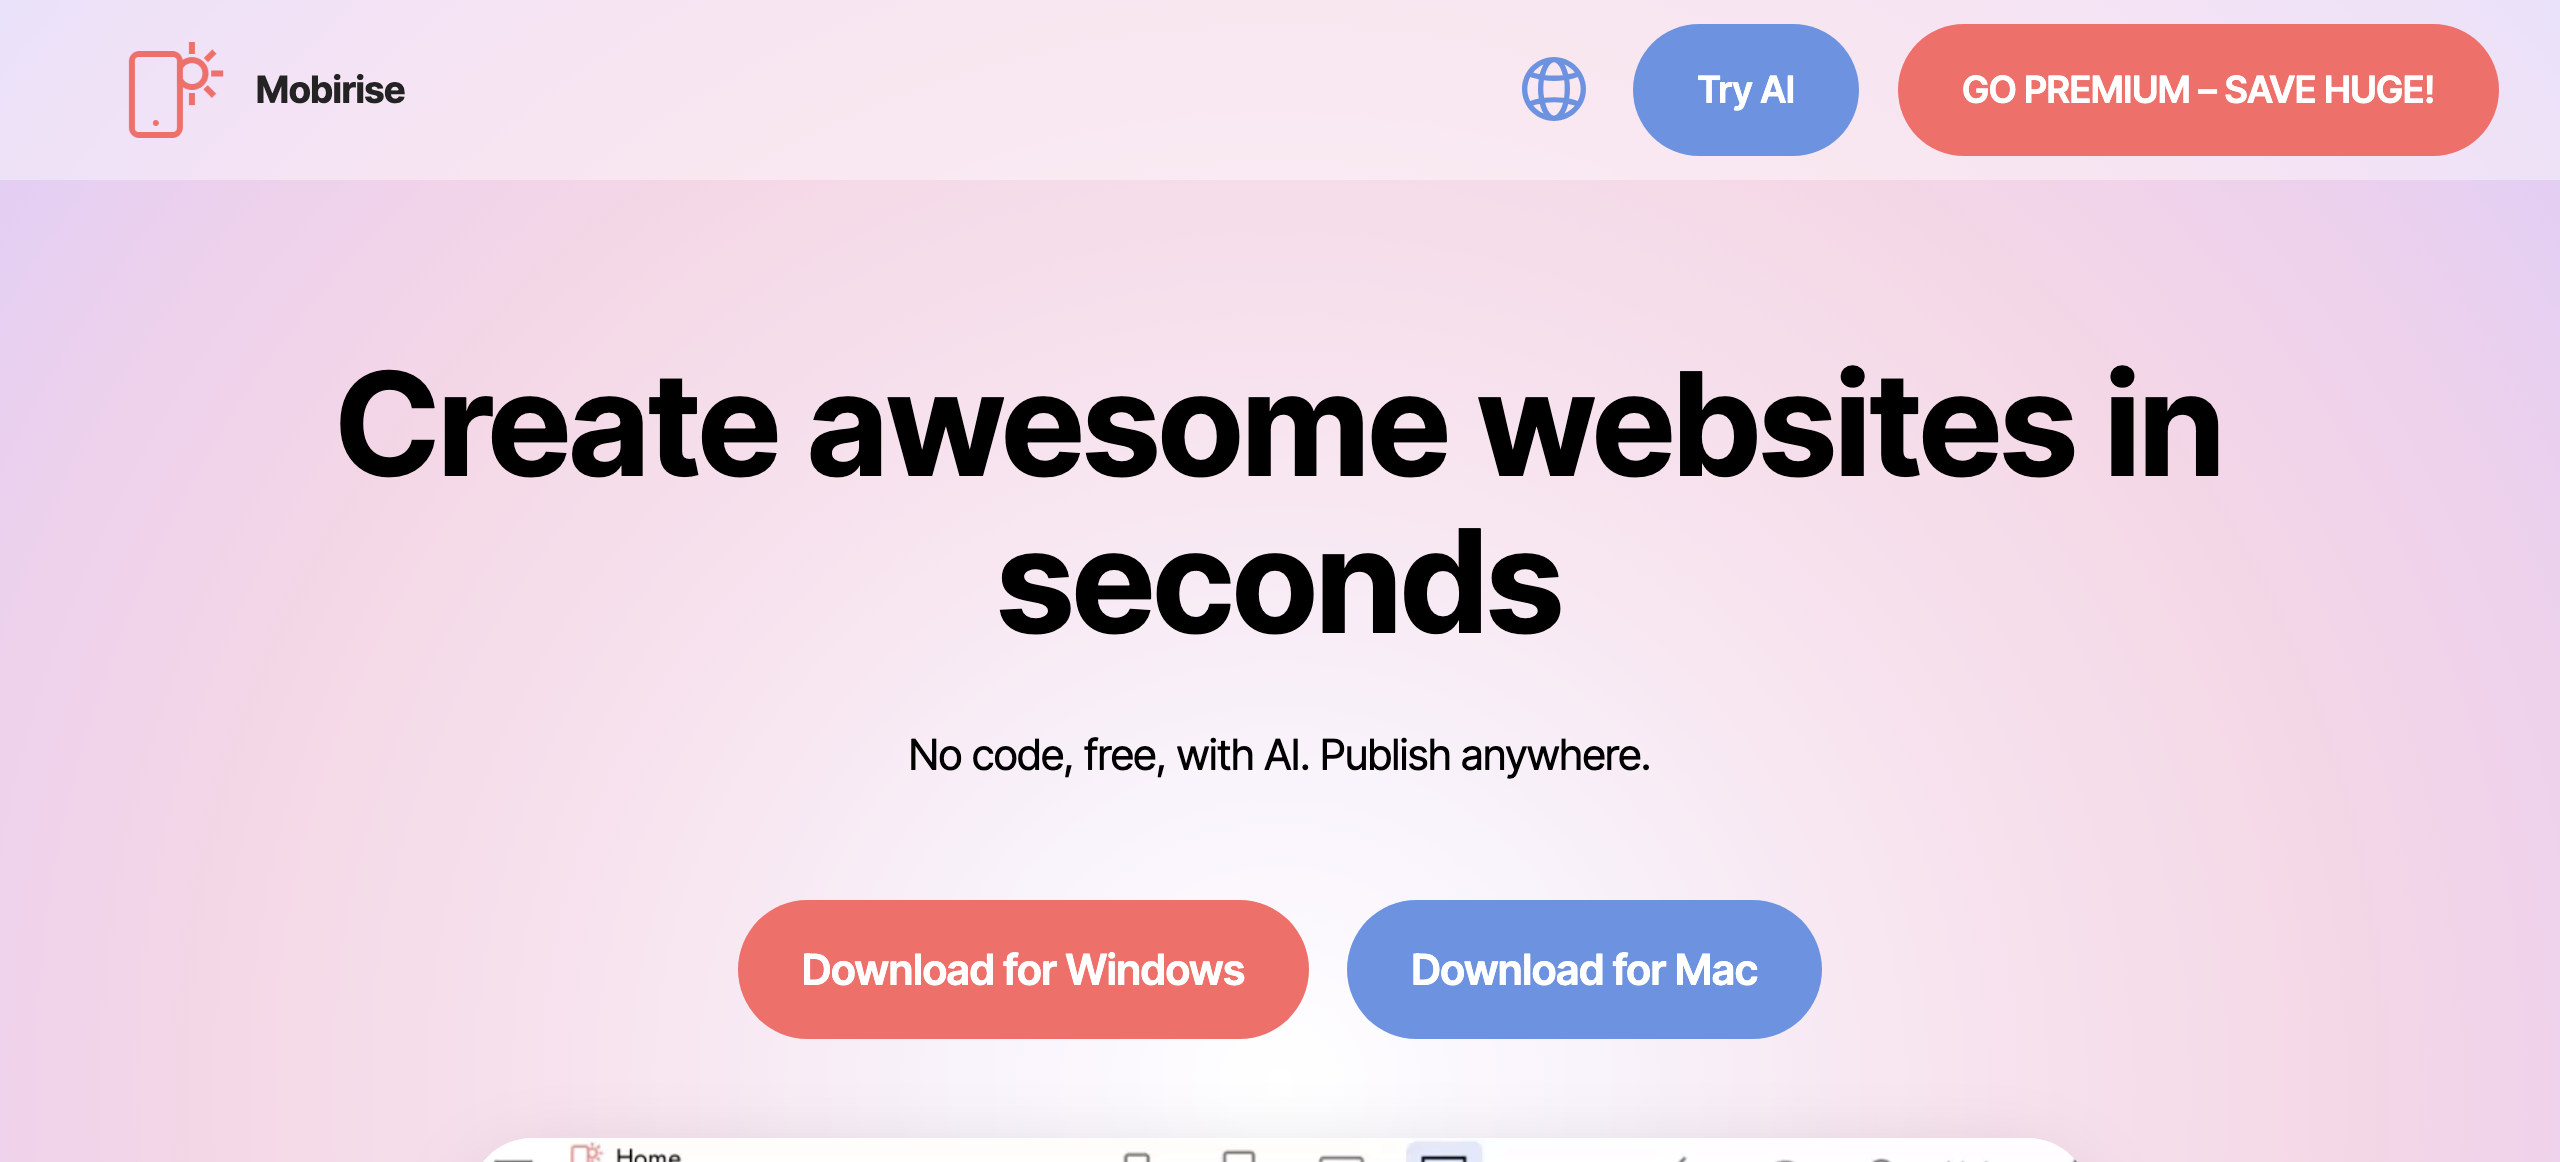 Mobirise
Try AI
GO PREMIUM – SAVE HUGE!
Create awesome websites in
seconds
No code, free, with AI. Publish anywhere.
Download for Windows
Download for Mac
Home